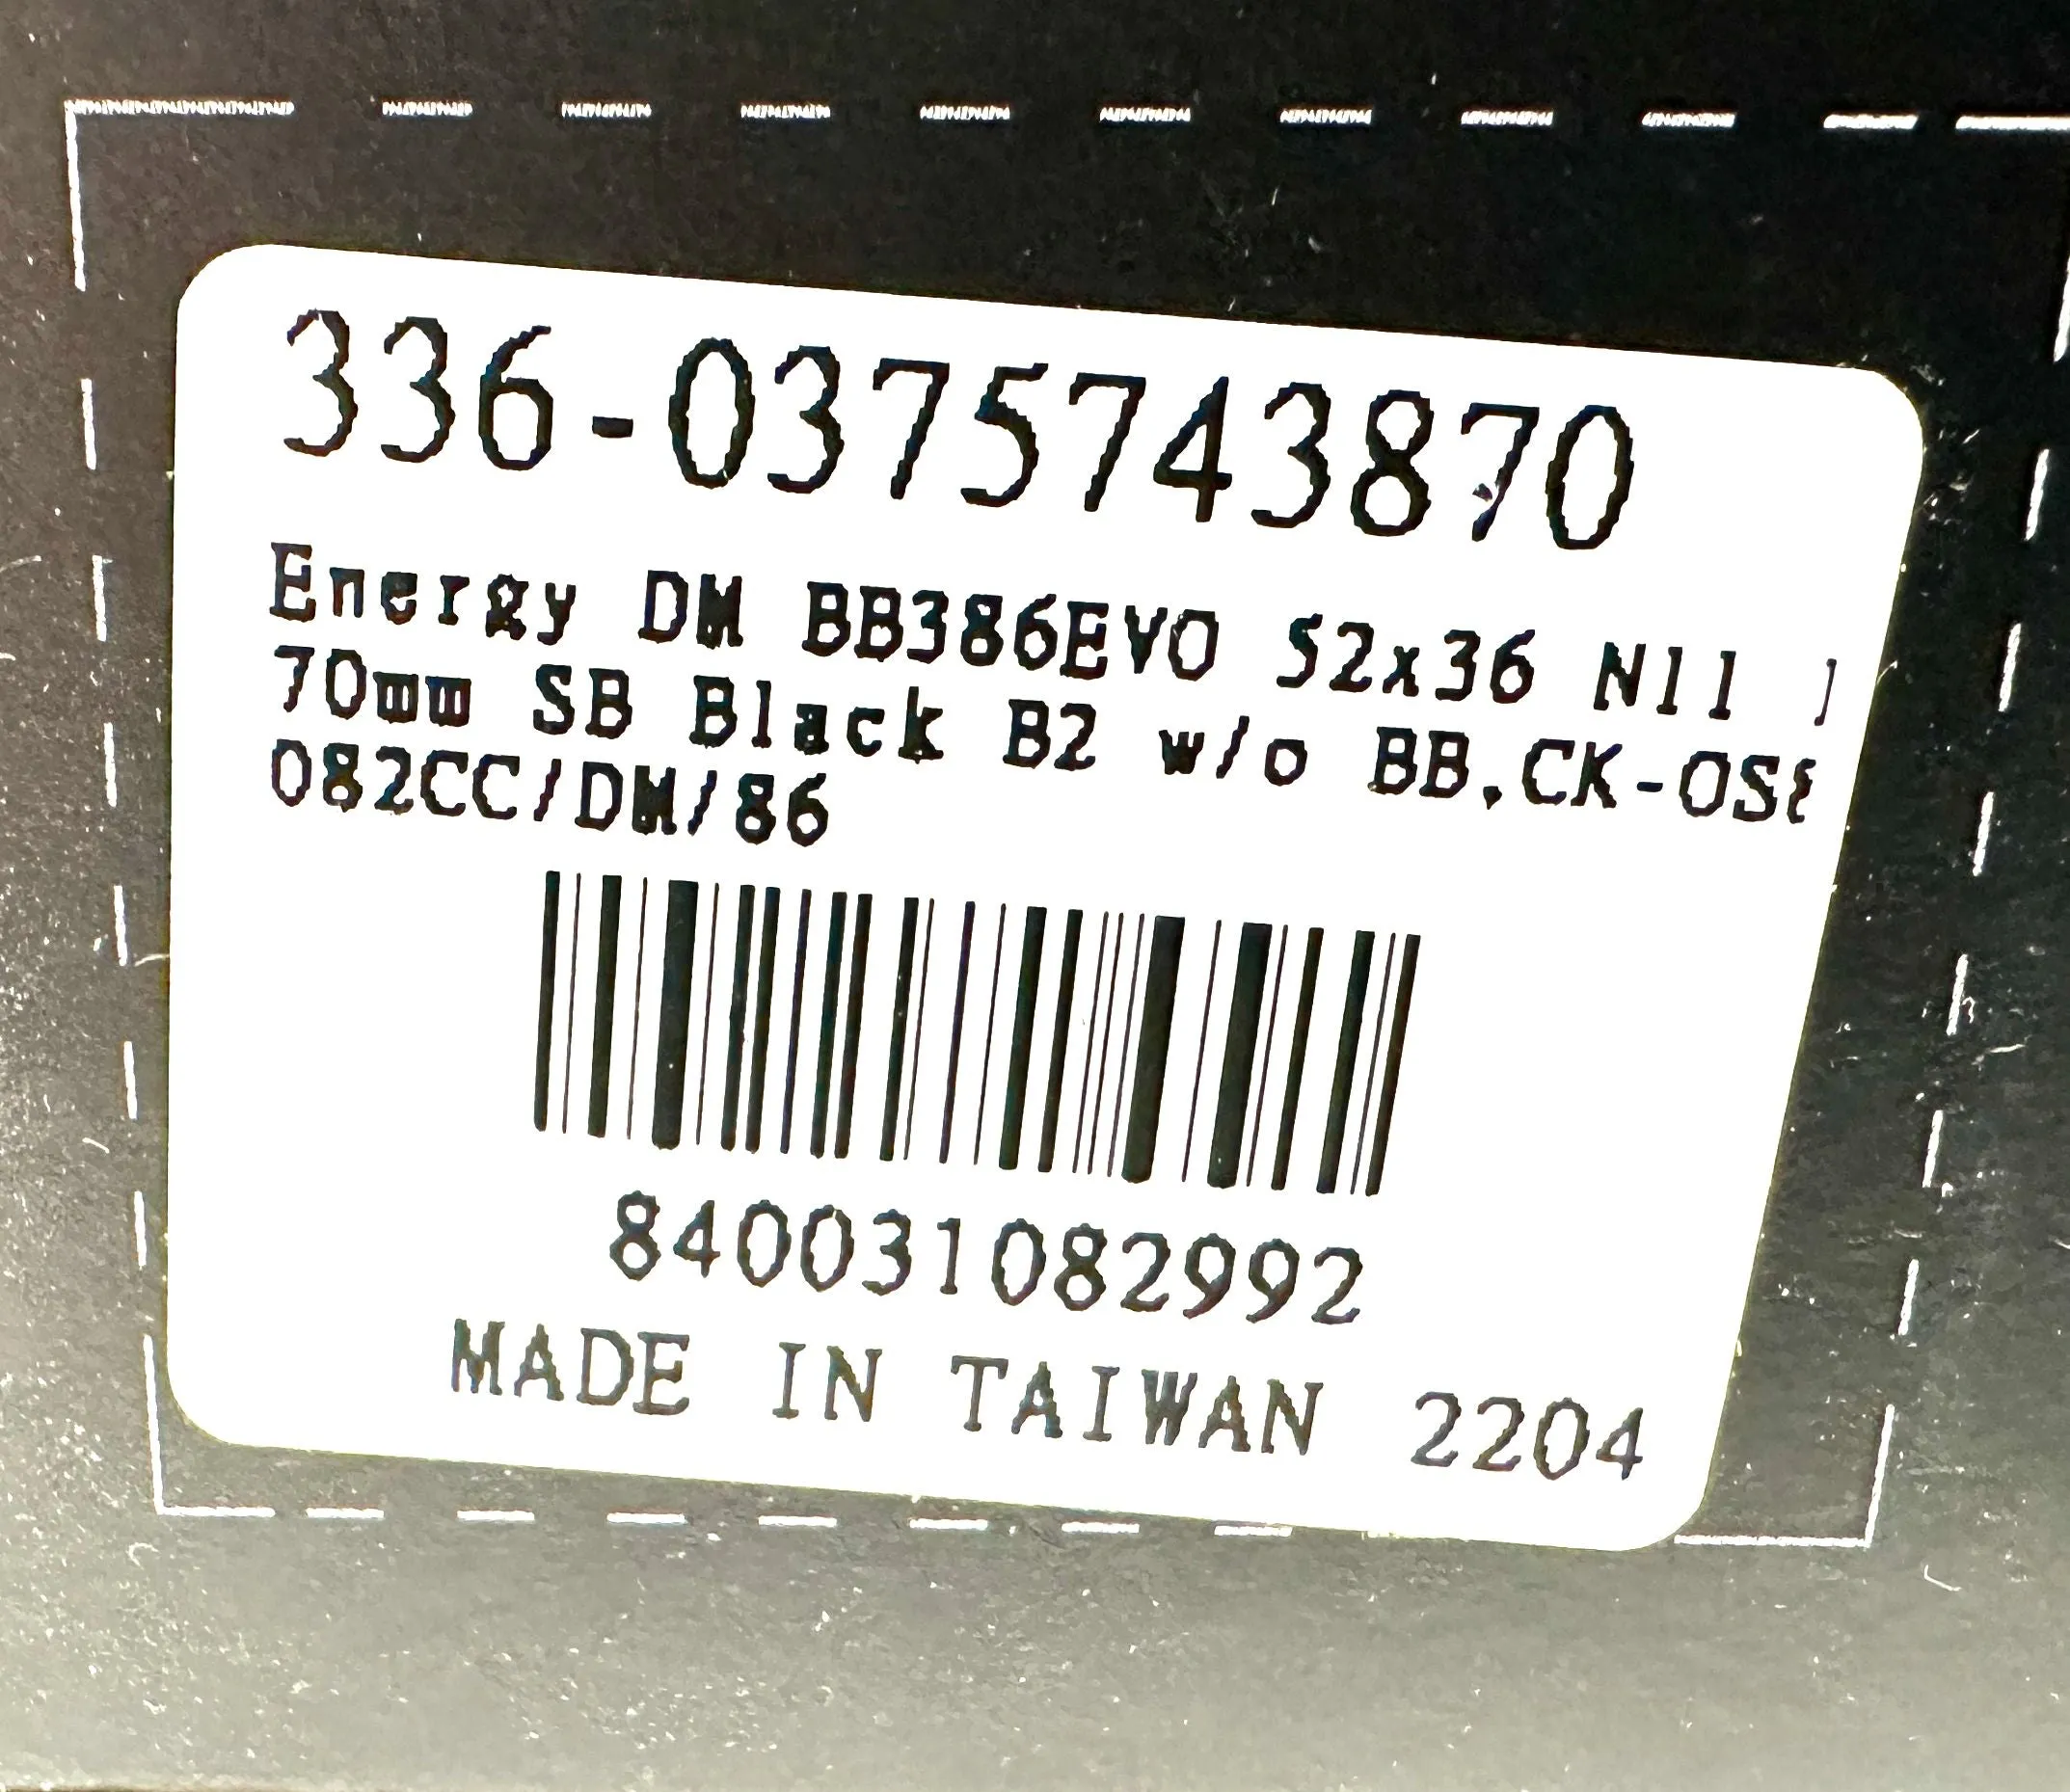 336-0375743870
Energy DM BB386EVO 52x36 N11 1
70mm SB Black B2 w/o BB,CK-OS
082CC/DM/86
840031082992
MADE IN TAIWAN 2204